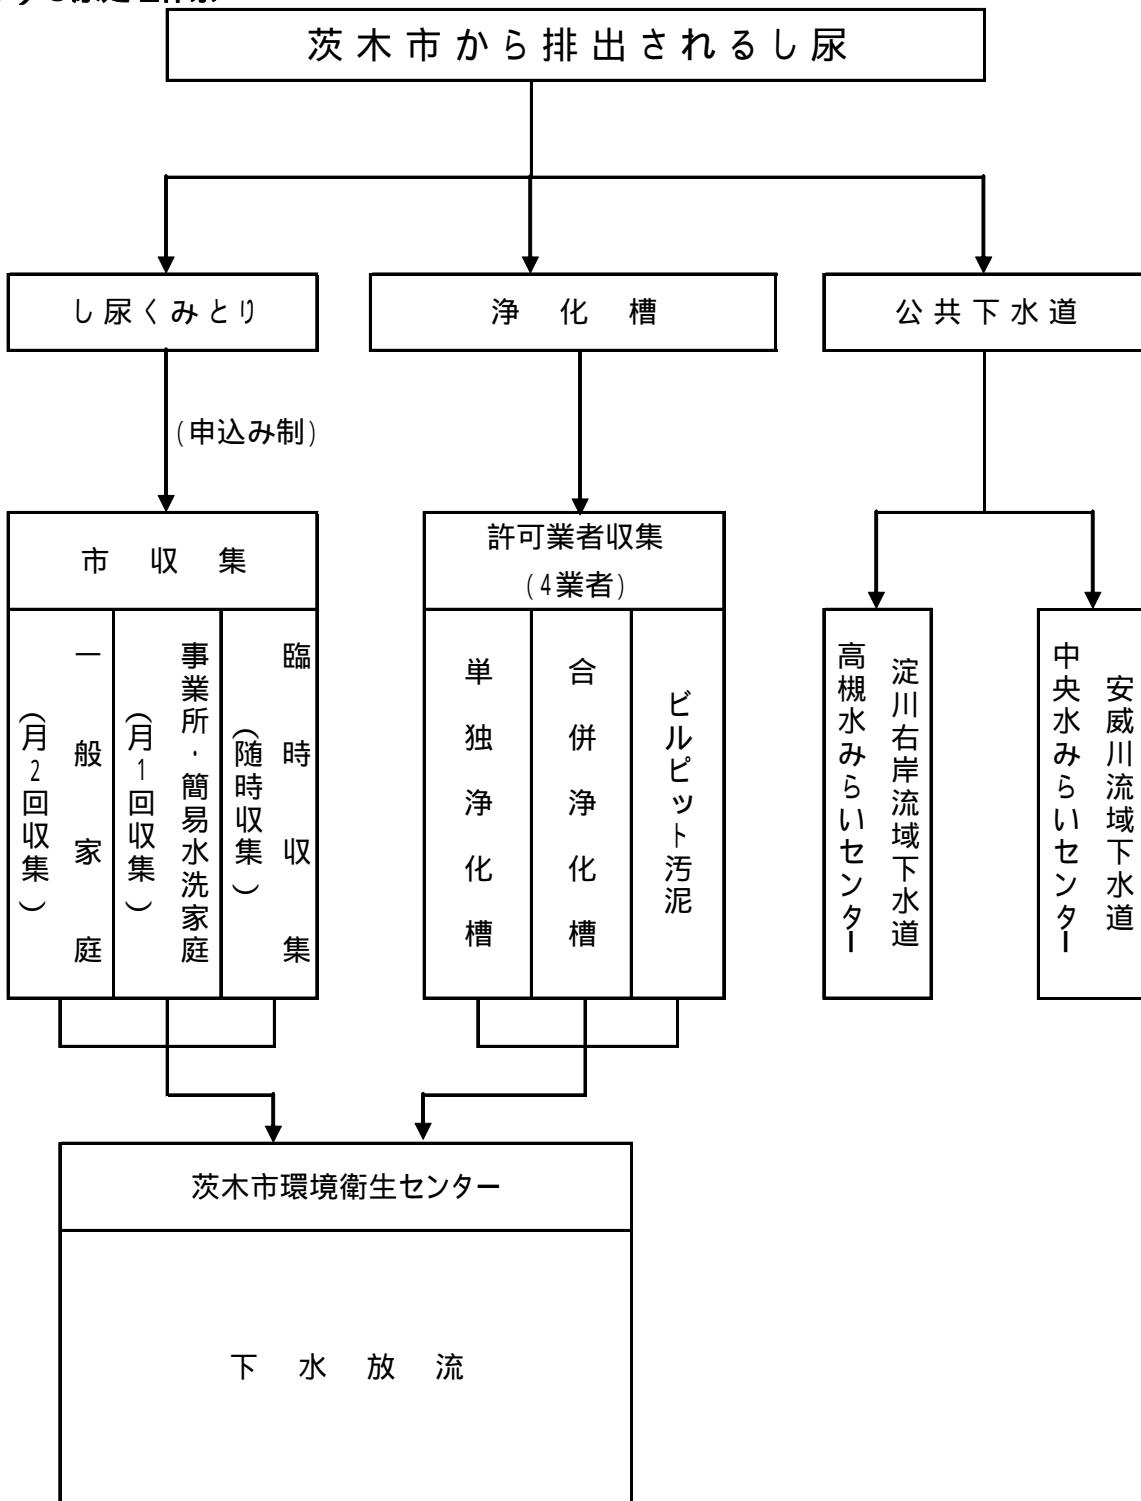 茨木市から排出されるし尿
し尿くみとり
浄化槽
公共下水道
(申込み制)
市収集
許可業者収集
(4業者)
一般家庭
(月2回収集)
事業所・簡易水洗家庭
(月1回収集)
臨時収集
(随時収集)
単独浄化槽
合併浄化槽
ビルピット汚泥
淀川右岸流域下水道
高槻水みらいセンター
安威川流域下水道
中央水みらいセンター
茨木市環境衛生センター
下水放流